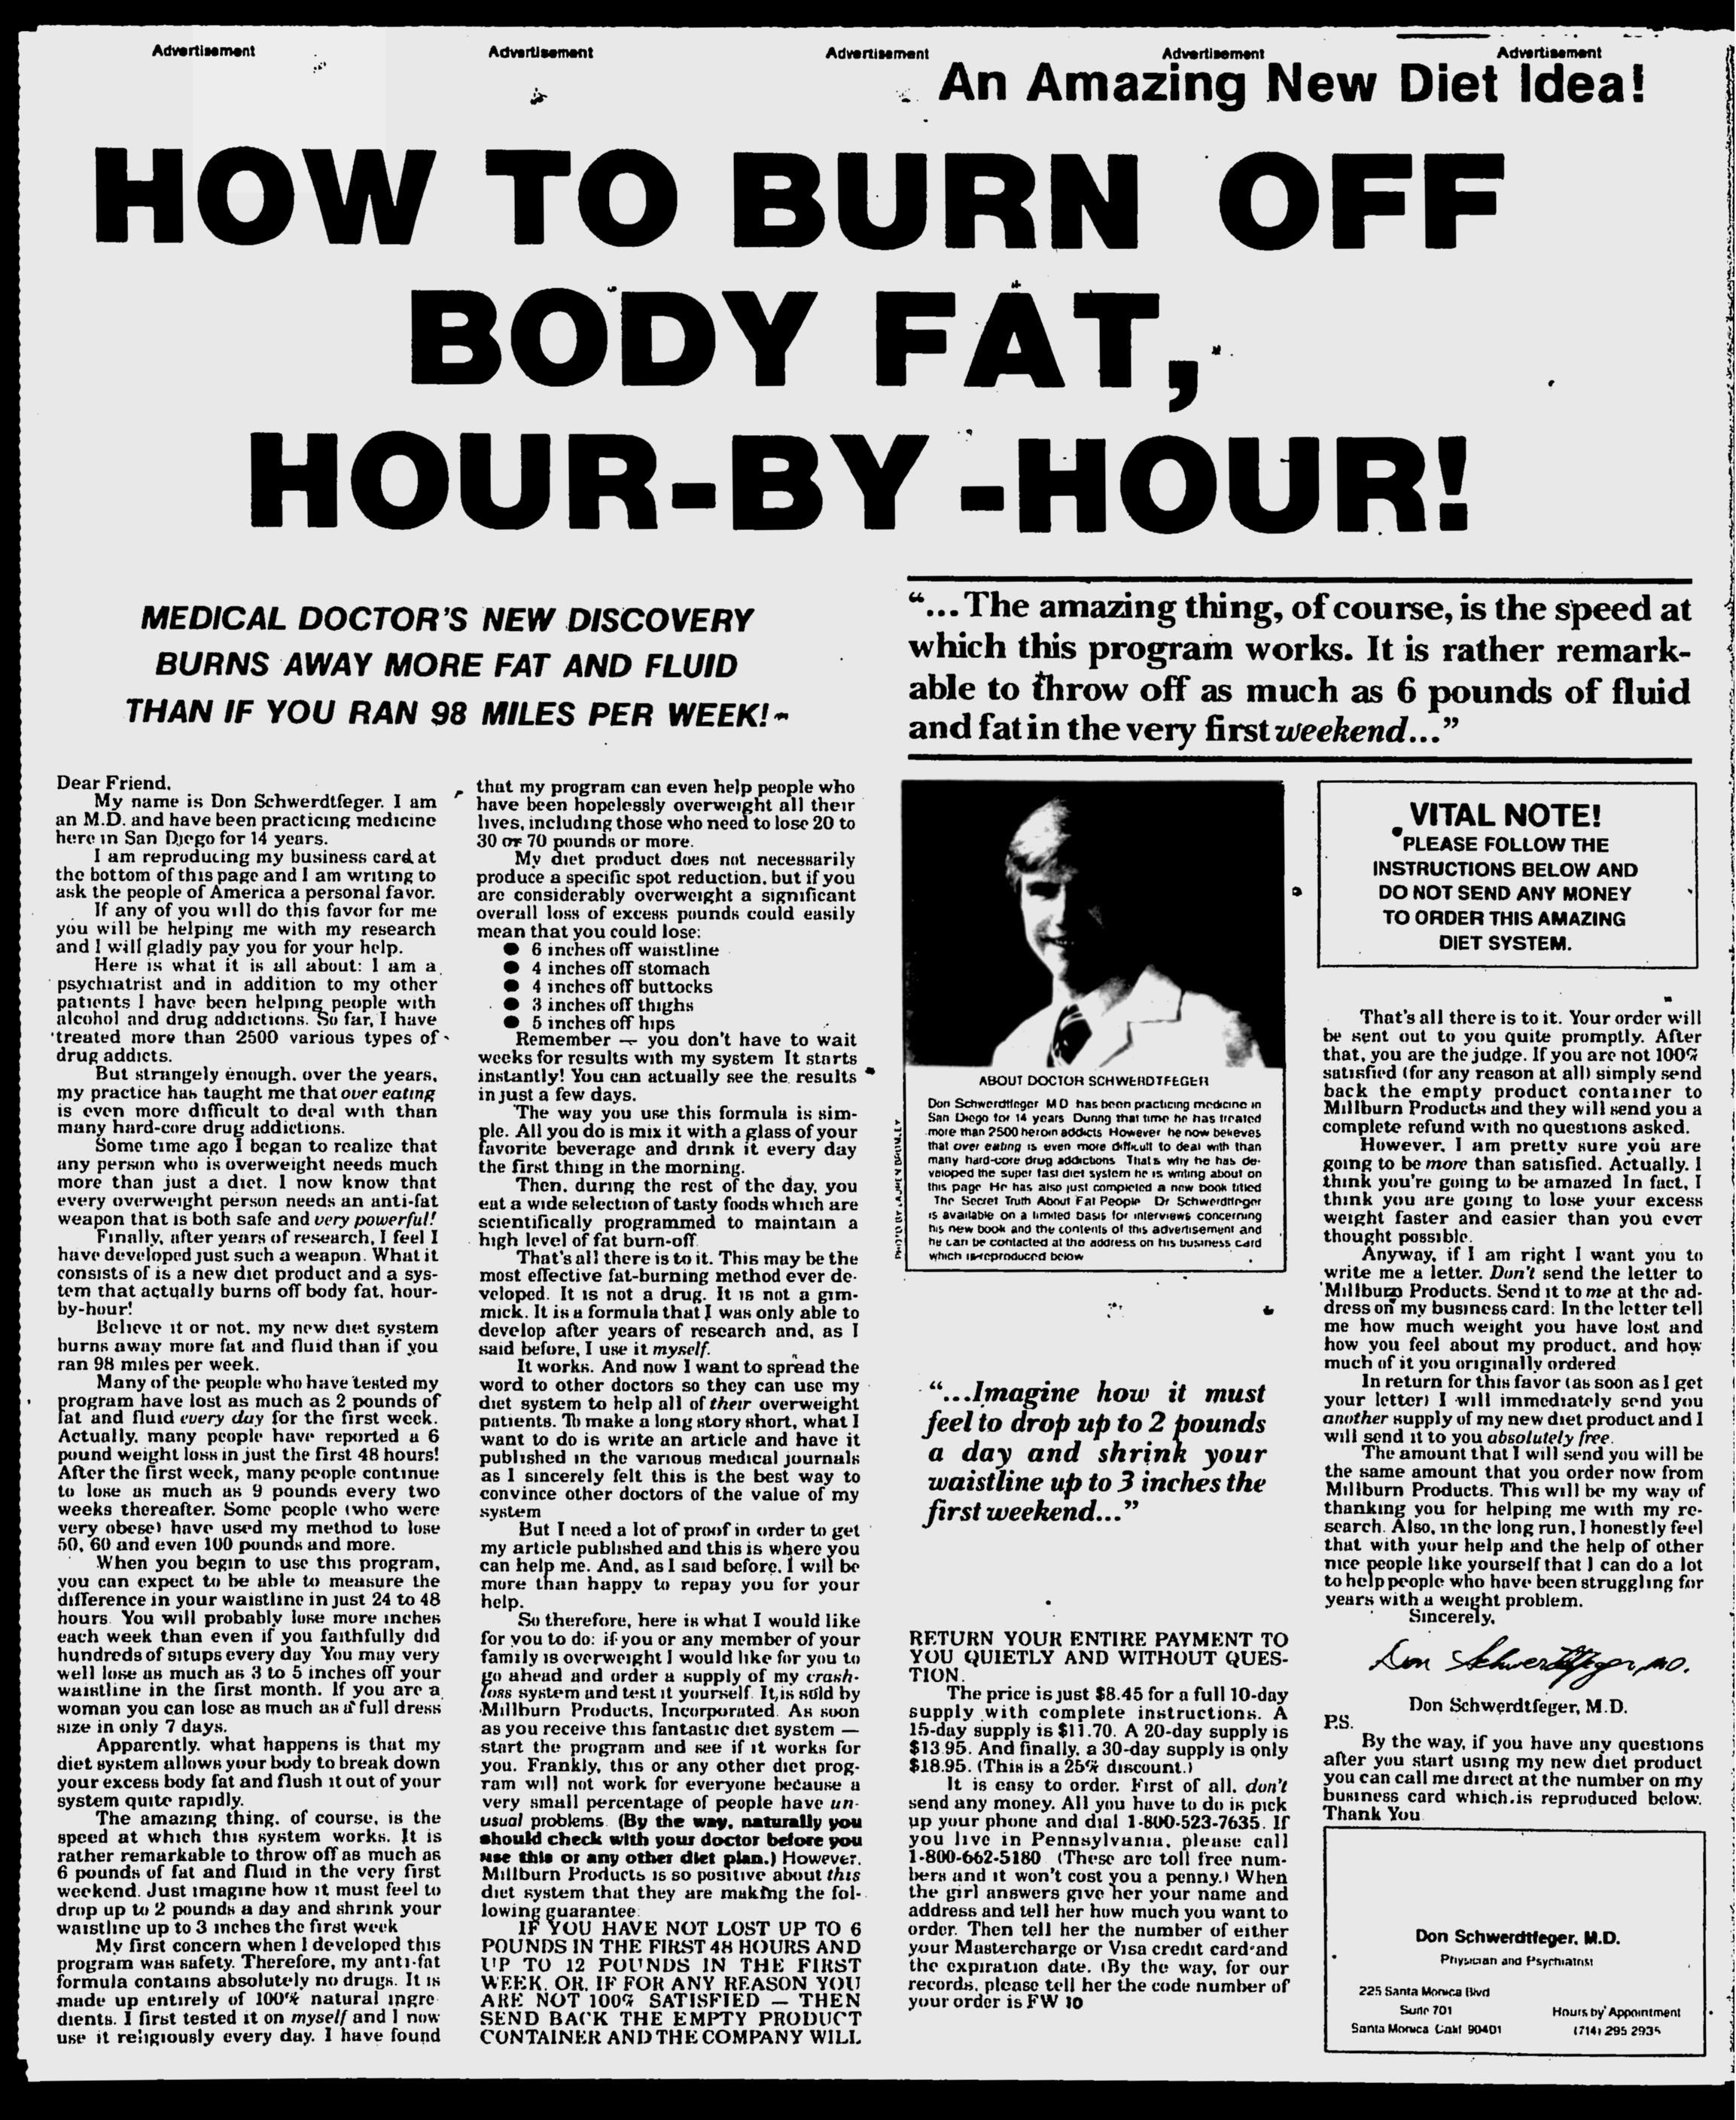 Advertisement
Advertisement
Advertisement
Advertisement
Advertisement
An Amazing New Diet Idea!
HOW TO BURN OFF
BODY FAT,
HOUR-BY-HOUR!
MEDICAL DOCTOR'S NEW DISCOVERY
BURNS AWAY MORE FAT AND FLUID
THAN IF YOU RAN 98 MILES PER WEEK!
"...The amazing thing, of course, is the speed at
which this program works. It is rather remark-
able to throw off as much as 6 pounds of fluid
and fat in the very first weekend..."
Dear Friend,
My name is Don Schwerdtfeger. I am
an M.D. and have been practicing medicine
here in San Diego for 14 years.
I am reproducing my business card at
the bottom of this page and I am writing to
ask the people of America a personal favor.
If any of you will do this favor for me
you will be helping me with my research
and I will gladly pay you for your help.
Here is what it is all about: I am a
psychiatrist and in addition to my other
patients I have been helping people with
alcohol and drug addictions. So far, I have
treated more than 2500 various types of
drug addicts.
But strangely enough, over the years,
my practice has taught me that over eating
is even more difficult to deal with than
many hard-core drug addictions.
Some time ago I began to realize that
any person who is overweight needs much
more than just a diet. I now know that
every overweight person needs an anti-fat
weapon that is both safe and very powerful!
Finally, after years of research, I feel I
have developed just such a weapon. What it
consists of is a new diet product and a sys-
tem that actually burns off body fat, hour-
by-hour!
Believe it or not, my new diet system
burns away more fat and fluid than if you
ran 98 miles per week.
Many of the people who have tested my
program have lost as much as 2 pounds of
fat and fluid every day for the first week.
Actually, many people have reported a 6
pound weight loss in just the first 48 hours!
After the first week, many people continue
to lose as much as 9 pounds every two
weeks thereafter. Some people (who were
very obese) have used my method to lose
50, 60 and even 100 pounds and more.
When you begin to use this program,
you can expect to be able to measure the
difference in your waistline in just 24 to 48
hours. You will probably lose more inches
each week than even if you faithfully did
hundreds of situps every day You may very
well lose as much as 3 to 5 inches off your
waistline in the first month. If you are a
woman you can lose as much as a full dress
size in only 7 days.
Apparently, what happens is that my
diet system allows your body to break down
your excess body fat and flush it out of your
system quite rapidly.
The amazing thing, of course, is the
speed at which this system works. It is
rather remarkable to throw off as much as
6 pounds of fat and fluid in the very first
weekend. Just imagine how it must feel to
drop up to 2 pounds a day and shrink your
waistline up to 3 inches the first week
My first concern when I developed this
program was safety. Therefore, my anti-fat
formula contains absolutely no drugs. It is
made up entirely of 100% natural ingre-
dients. I first tested it on myself and I now
use it religiously every day. I have found
that my program can even help people who
have been hopelessly overweight all their
lives, including those who need to lose 20 to
30 or 70 pounds or more.
My diet product does not necessarily
produce a specific spot reduction, but if you
are considerably overweight a significant
overall loss of excess pounds could easily
mean that you could lose:
● 6 inches off waistline
● 4 inches off stomach
● 4 inches off buttocks
● 3 inches off thighs
● 5 inches off hips
Remember — you don't have to wait
weeks for results with my system It starts
instantly! You can actually see the results
in just a few days.
The way you use this formula is sim-
ple. All you do is mix it with a glass of your
favorite beverage and drink it every day
the first thing in the morning.
Then, during the rest of the day, you
eat a wide selection of tasty foods which are
scientifically programmed to maintain a
high level of fat burn-off.
That's all there is to it. This may be the
most effective fat-burning method ever de-
veloped. It is not a drug. It is not a gim-
mick. It is a formula that I was only able to
develop after years of research and, as I
said before, I use it myself.
It works. And now I want to spread the
word to other doctors so they can use my
diet system to help all of their overweight
patients. To make a long story short, what I
want to do is write an article and have it
published in the various medical journals
as I sincerely felt this is the best way to
convince other doctors of the value of my
system
But I need a lot of proof in order to get
my article published and this is where you
can help me. And, as I said before, I will be
more than happy to repay you for your
help.
So therefore, here is what I would like
for you to do: if you or any member of your
family is overweight I would like for you to
go ahead and order a supply of my crash-
loss system and test it yourself. It is sold by
Millburn Products, Incorporated. As soon
as you receive this fantastic diet system —
start the program and see if it works for
you. Frankly, this or any other diet prog-
ram will not work for everyone because a
very small percentage of people have un-
usual problems. (By the way, naturally you
should check with your doctor before you
use this or any other diet plan.) However,
Millburn Products is so positive about this
diet system that they are making the fol-
lowing guarantee:
IF YOU HAVE NOT LOST UP TO 6
POUNDS IN THE FIRST 48 HOURS AND
UP TO 12 POUNDS IN THE FIRST
WEEK, OR, IF FOR ANY REASON YOU
ARE NOT 100% SATISFIED — THEN
SEND BACK THE EMPTY PRODUCT
CONTAINER AND THE COMPANY WILL
PHOTO BY
ABOUT DOCTOR SCHWERDTFEGER
Don Schwerdtfeger M D has been practicing medicine in
San Diego for 14 years During that time he has treated
more than 2500 heroin addicts However he now believes
that over eating is even more difficult to deal with than
many hard-core drug addictions That's why he has de-
veloped the super fast diet system he is writing about on
this page He has also just completed a new book titled
The Secret Truth About Fat People Dr Schwerdtfeger
is available on a limited basis for interviews concerning
his new book and the contents of this advertisement and
he can be contacted at the address on his business card
which is reproduced below
"...Imagine how it must
feel to drop up to 2 pounds
a day and shrink your
waistline up to 3 inches the
first weekend..."
RETURN YOUR ENTIRE PAYMENT TO
YOU QUIETLY AND WITHOUT QUES-
TION.
The price is just $8.45 for a full 10-day
supply with complete instructions. A
15-day supply is $11.70. A 20-day supply is
$13.95. And finally, a 30-day supply is only
$18.95. (This is a 25% discount.)
It is easy to order. First of all, don't
send any money. All you have to do is pick
up your phone and dial 1-800-523-7635. If
you live in Pennsylvania, please call
1-800-662-5180 (These are toll free num-
bers and it won't cost you a penny.) When
the girl answers give her your name and
address and tell her how much you want to
order. Then tell her the number of either
your Mastercharge or Visa credit card and
the expiration date. (By the way, for our
records, please tell her the code number of
your order is FW 10
VITAL NOTE!
PLEASE FOLLOW THE
INSTRUCTIONS BELOW AND
DO NOT SEND ANY MONEY
TO ORDER THIS AMAZING
DIET SYSTEM.
That's all there is to it. Your order will
be sent out to you quite promptly. After
that, you are the judge. If you are not 100%
satisfied (for any reason at all) simply send
back the empty product container to
Millburn Products and they will send you a
complete refund with no questions asked.
However, I am pretty sure you are
going to be more than satisfied. Actually, I
think you're going to be amazed In fact, I
think you are going to lose your excess
weight faster and easier than you ever
thought possible.
Anyway, if I am right I want you to
write me a letter. Don't send the letter to
Millburn Products. Send it to me at the ad-
dress on my business card. In the letter tell
me how much weight you have lost and
how you feel about my product, and how
much of it you originally ordered
In return for this favor (as soon as I get
your letter) I will immediately send you
another supply of my new diet product and I
will send it to you absolutely free.
The amount that I will send you will be
the same amount that you order now from
Millburn Products. This will be my way of
thanking you for helping me with my re-
search. Also, in the long run, I honestly feel
that with your help and the help of other
nice people like yourself that I can do a lot
to help people who have been struggling for
years with a weight problem.
Sincerely,
Don Schwerdtfeger, M.D.
Don Schwerdtfeger, M.D.
P.S.
By the way, if you have any questions
after you start using my new diet product
you can call me direct at the number on my
business card which is reproduced below.
Thank You
Don Schwerdtfeger, M.D.
Physician and Psychiatrist
225 Santa Monica Blvd
Suite 701
Santa Monica Calif 90401
Hours by Appointment
(714) 295 2935